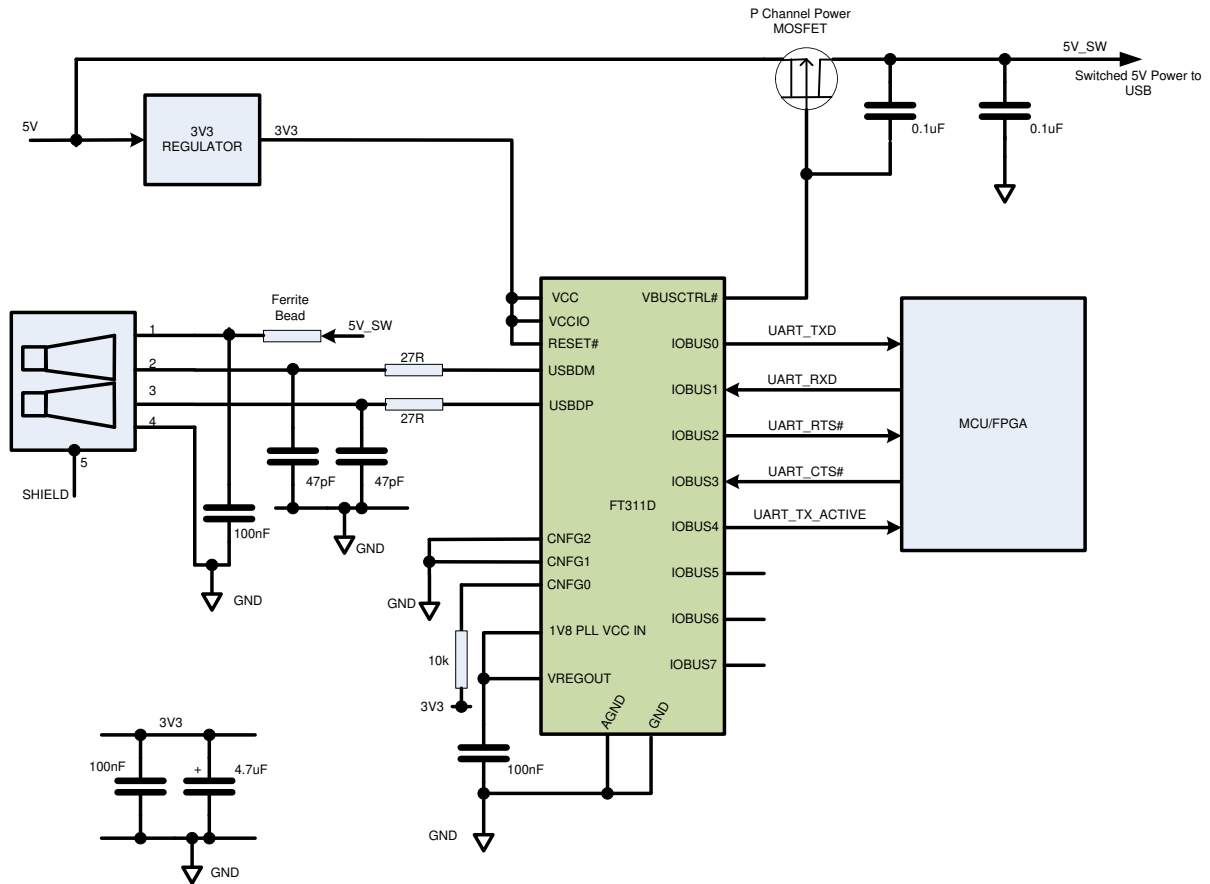 P Channel Power
MOSFET
5V_SW
Switched 5V Power to
USB
0.1uF
0.1uF
5V
3V3
REGULATOR
3V3
Ferrite
Bead
5V_SW
1
2
3
4
5
SHIELD
27R
27R
47pF
47pF
100nF
GND
GND
VCC
VCCIO
RESET#
USBDM
USBDP
CNFG2
CNFG1
CNFG0
1V8 PLL VCC IN
VREGOUT
AGND
GND
FT311D
VBUSCTRL#
IOBUS0
IOBUS1
IOBUS2
IOBUS3
IOBUS4
IOBUS5
IOBUS6
IOBUS7
UART_TXD
UART_RXD
UART_RTS#
UART_CTS#
UART_TX_ACTIVE
MCU/FPGA
GND
10k
3V3
100nF
GND
3V3
100nF
+
4.7uF
GND